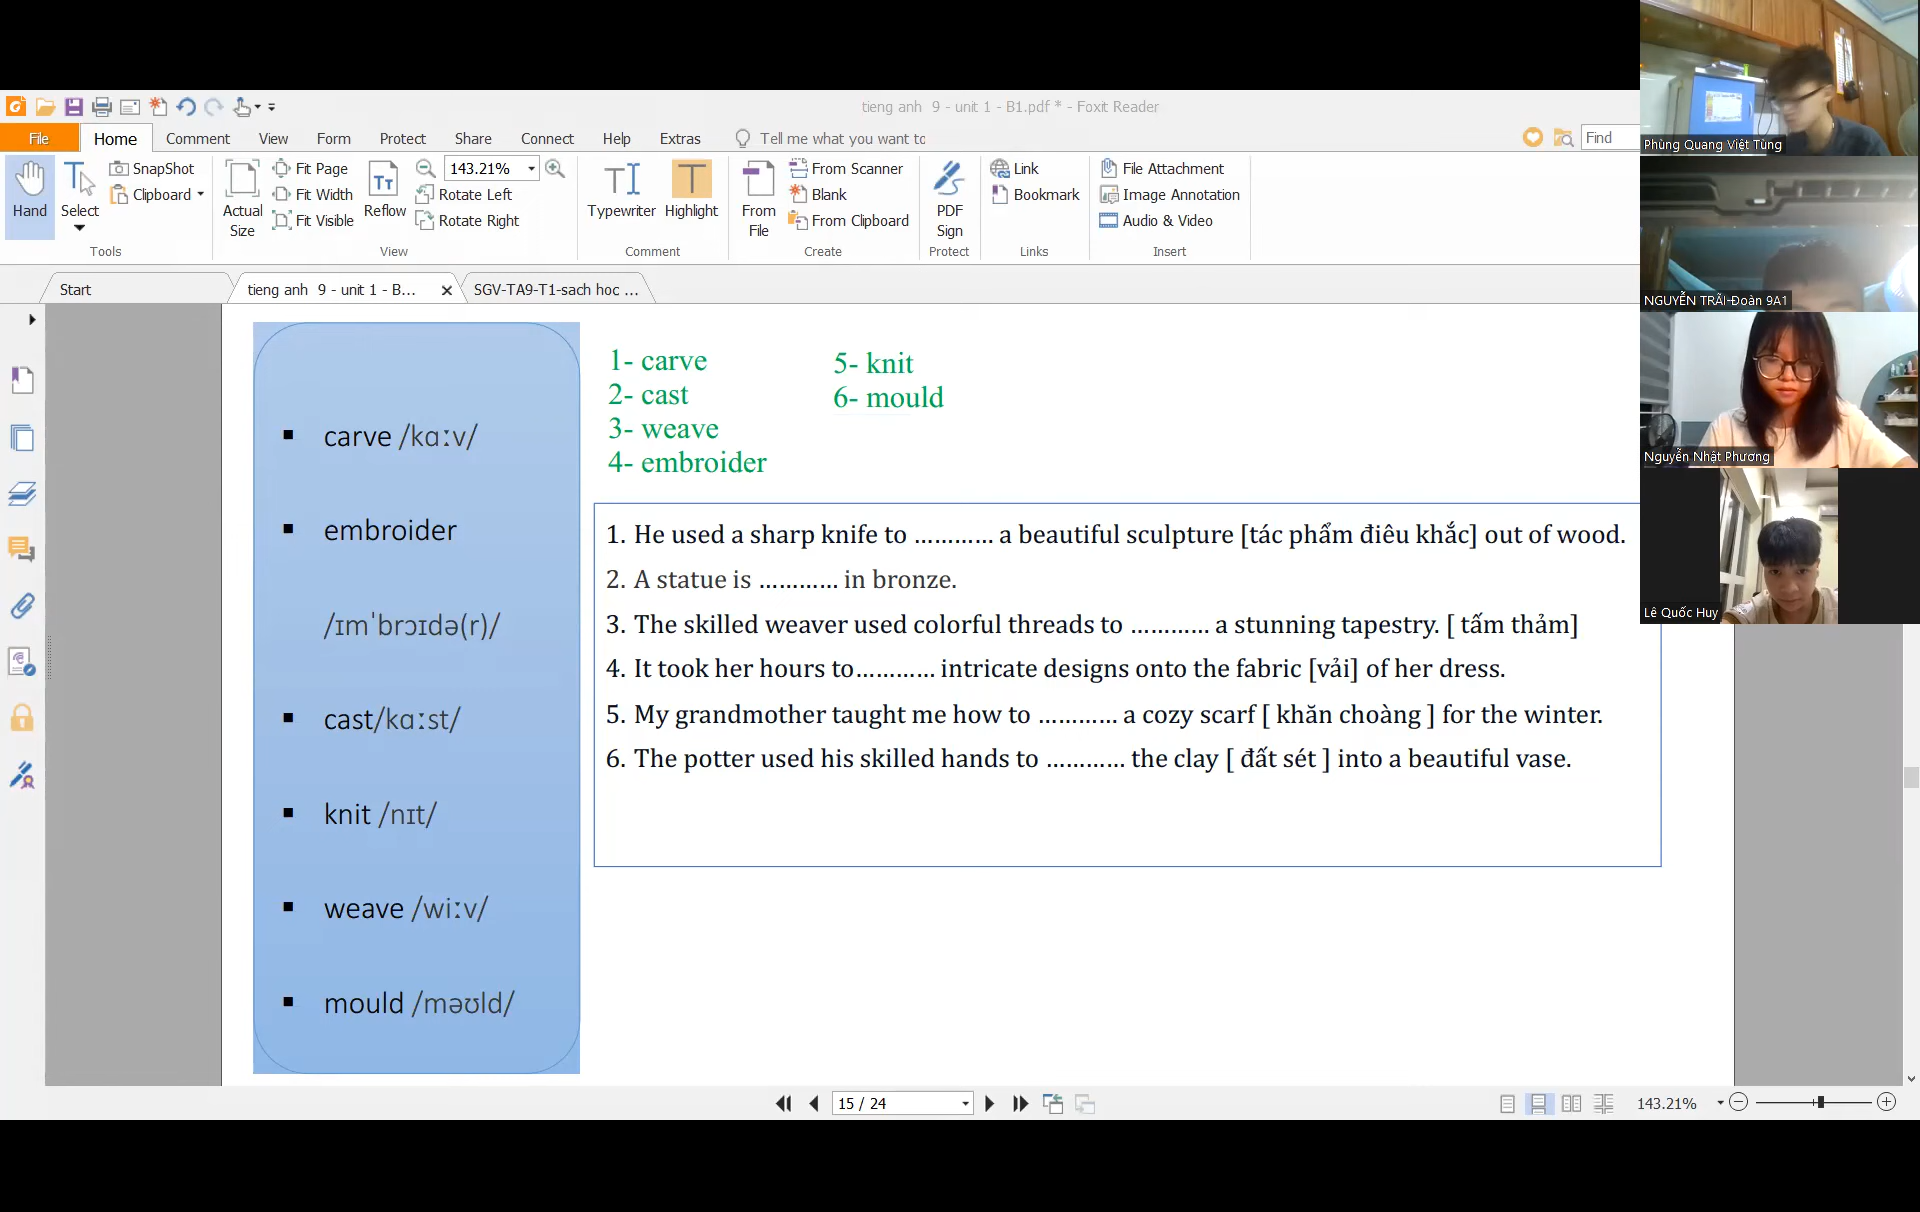 tieng anh 9 - unit 1 - B1.pdf * - Foxit Reader
File Home Comment View Form Protect Share Connect Help Extras Tell me what you want to Find
Hand
Select
SnapShot
Clipboard
Tools
Actual Size
Fit Page
Fit Width
Fit Visible
Reflow
143.21%
Rotate Left
Rotate Right
View
Typewriter
Highlight
Comment
From File
From Scanner
Blank
From Clipboard
Create
PDF Sign
Protect
Link
Bookmark
Links
File Attachment
Image Annotation
Audio & Video
Insert
Start
tieng anh 9 - unit 1 - B...
SGV-TA9-T1-sach hoc ...
carve /kɑːv/
embroider
/ɪmˈbrɔɪdə(r)/
cast/kɑːst/
knit /nɪt/
weave /wiːv/
mould /məʊld/
1- carve
2- cast
3- weave
4- embroider
5- knit
6- mould
1. He used a sharp knife to ………… a beautiful sculpture [tác phẩm điêu khắc] out of wood.
2. A statue is ………… in bronze.
3. The skilled weaver used colorful threads to ………… a stunning tapestry. [ tấm thảm]
4. It took her hours to………… intricate designs onto the fabric [vải] of her dress.
5. My grandmother taught me how to ………… a cozy scarf [ khăn choàng ] for the winter.
6. The potter used his skilled hands to ………… the clay [ đất sét ] into a beautiful vase.
Phùng Quang Việt Tùng
NGUYỄN TRÃI-Đoàn 9A1
Nguyễn Nhật Phương
Lê Quốc Huy
15 / 24
143.21%